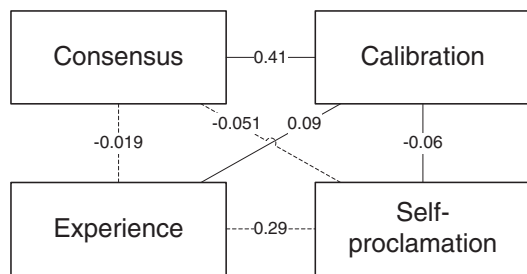 Consensus
0.41
Calibration
-0.051
0.09
-0.019
-0.06
Experience
0.29
Self-
proclamation